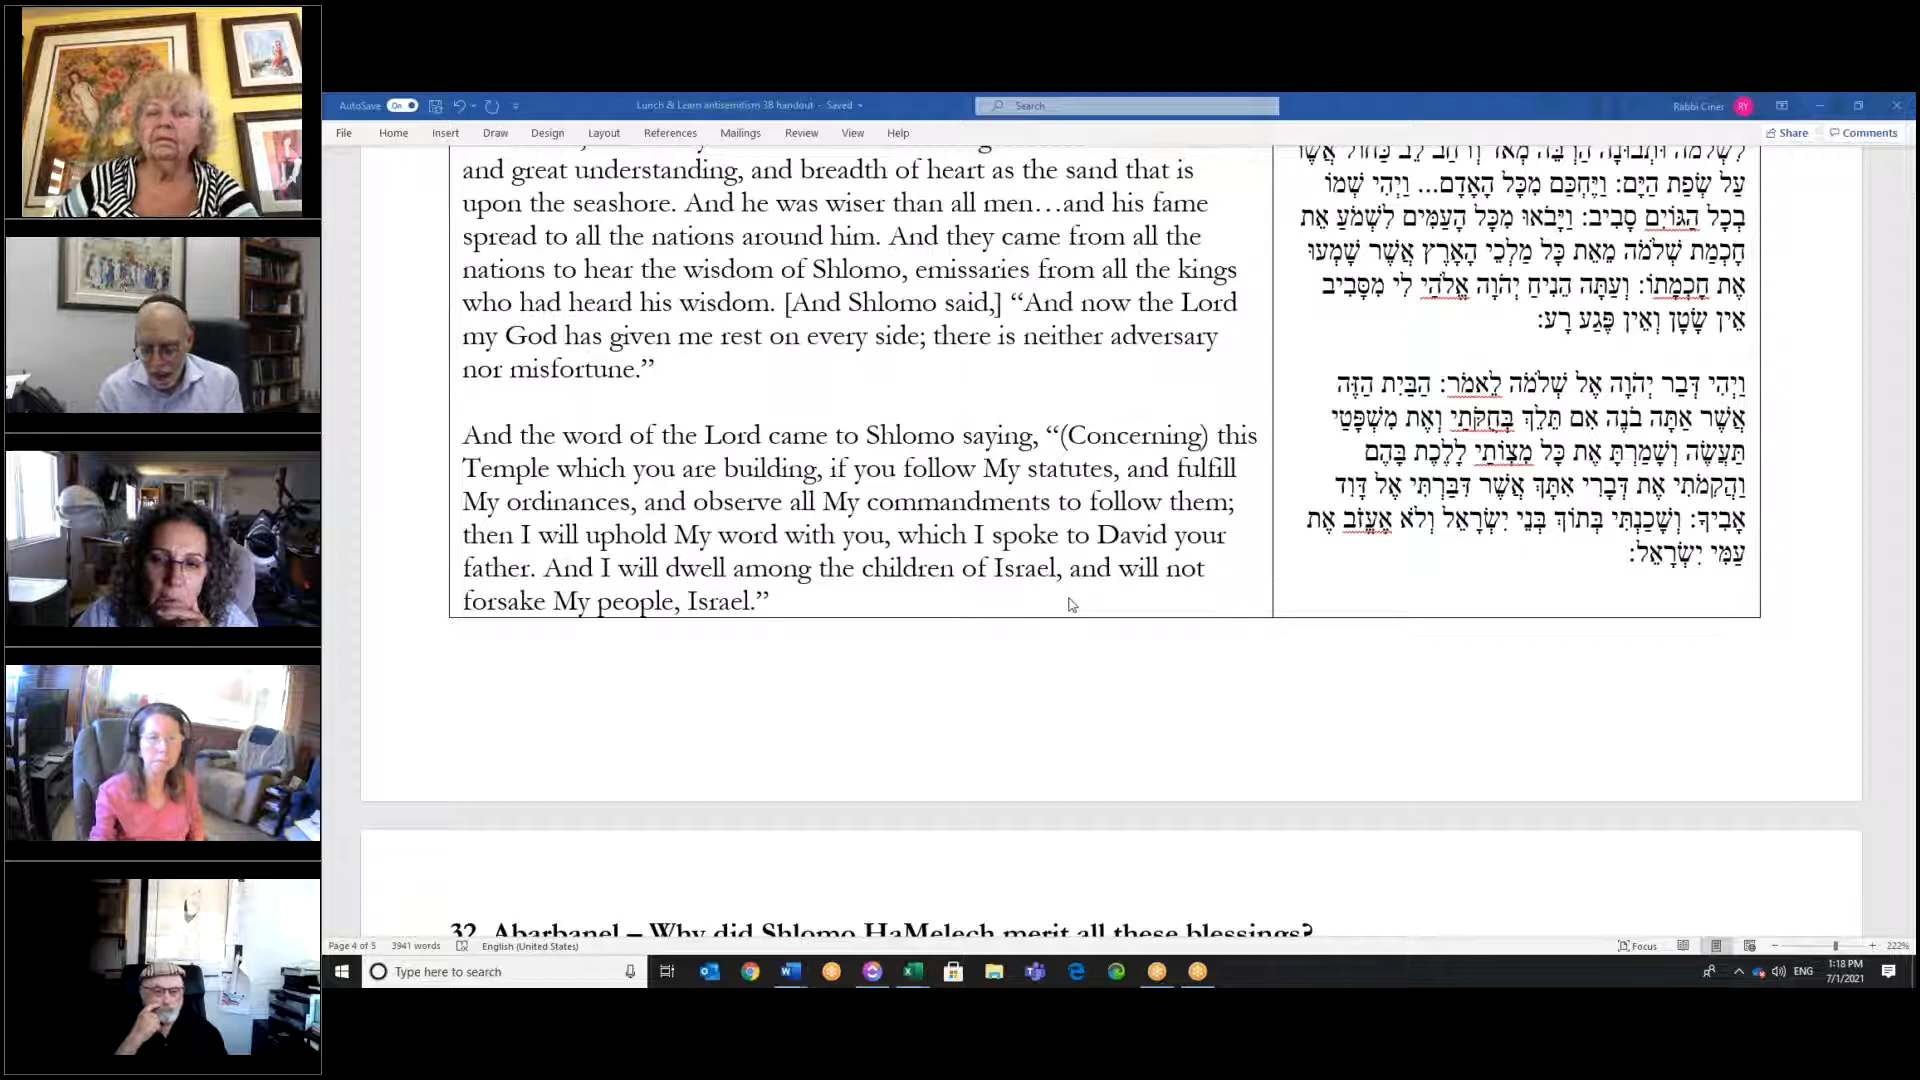 AutoSave On
Lunch & Learn antisemitism 3B handout - Saved
Search
Rabbi Ciner RY
File Home Insert Draw Design Layout References Mailings Review View Help
Share Comments
and great understanding, and breadth of heart as the sand that is
upon the seashore. And he was wiser than all men…and his fame
spread to all the nations around him. And they came from all the
nations to hear the wisdom of Shlomo, emissaries from all the kings
who had heard his wisdom. [And Shlomo said,] “And now the Lord
my God has given me rest on every side; there is neither adversary
nor misfortune.”
And the word of the Lord came to Shlomo saying, “(Concerning) this
Temple which you are building, if you follow My statutes, and fulfill
My ordinances, and observe all My commandments to follow them;
then I will uphold My word with you, which I spoke to David your
father. And I will dwell among the children of Israel, and will not
forsake My people, Israel.”
לִשְׁלֹמֹה וּתְבוּנָה הַרְבֵּה מְאֹד וְרֹחַב לֵב כַּחוֹל אֲשֶׁר
עַל שְׂפַת הַיָּם: וַיֶּחְכַּם מִכָּל הָאָדָם... וַיְהִי שְׁמוֹ
בְכָל הַגּוֹיִם סָבִיב: וַיָּבֹאוּ מִכָּל הָעַמִּים לִשְׁמֹעַ אֵת
חָכְמַת שְׁלֹמֹה מֵאֵת כָּל מַלְכֵי הָאָרֶץ אֲשֶׁר שָׁמְעוּ
אֶת חָכְמָתוֹ: וְעַתָּה הֵנִיחַ יְהֹוָה אֱלֹהַי לִי מִסָּבִיב
אֵין שָׂטָן וְאֵין פֶּגַע רָע:
וַיְהִי דְּבַר יְהֹוָה אֶל שְׁלֹמֹה לֵאמֹר: הַבַּיִת הַזֶּה
אֲשֶׁר אַתָּה בֹנֶה אִם תֵּלֵךְ בְּחֻקֹּתַי וְאֶת מִשְׁפָּטַי
תַּעֲשֶׂה וְשָׁמַרְתָּ אֶת כָּל מִצְוֹתַי לָלֶכֶת בָּהֶם
וַהֲקִמֹתִי אֶת דְּבָרִי אִתָּךְ אֲשֶׁר דִּבַּרְתִּי אֶל דָּוִד
אָבִיךָ: וְשָׁכַנְתִּי בְּתוֹךְ בְּנֵי יִשְׂרָאֵל וְלֹא אֶעֱזֹב אֶת
עַמִּי יִשְׂרָאֵל:
32. Abarbanel – Why did Shlomo HaMelech merit all these blessings?
Page 4 of 5 3941 words English (United States)
Focus 222%
Type here to search
ENG 1:18 PM
7/1/2021